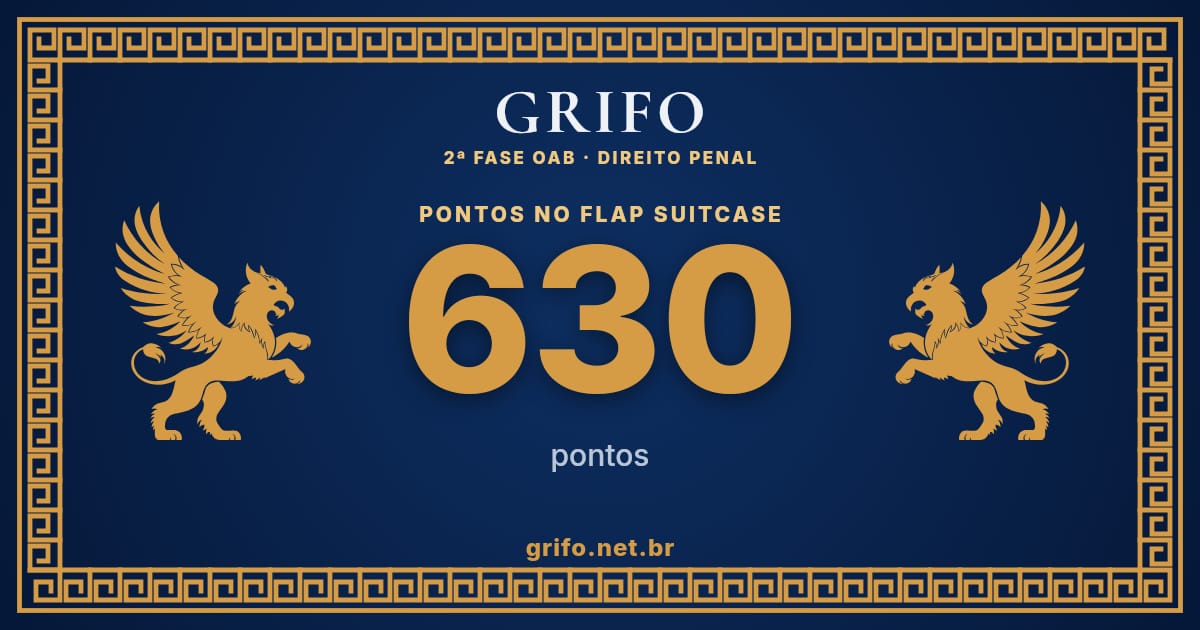 GRIFO
2ª FASE OAB · DIREITO PENAL
PONTOS NO FLAP SUITCASE
630
pontos
grifo.net.br